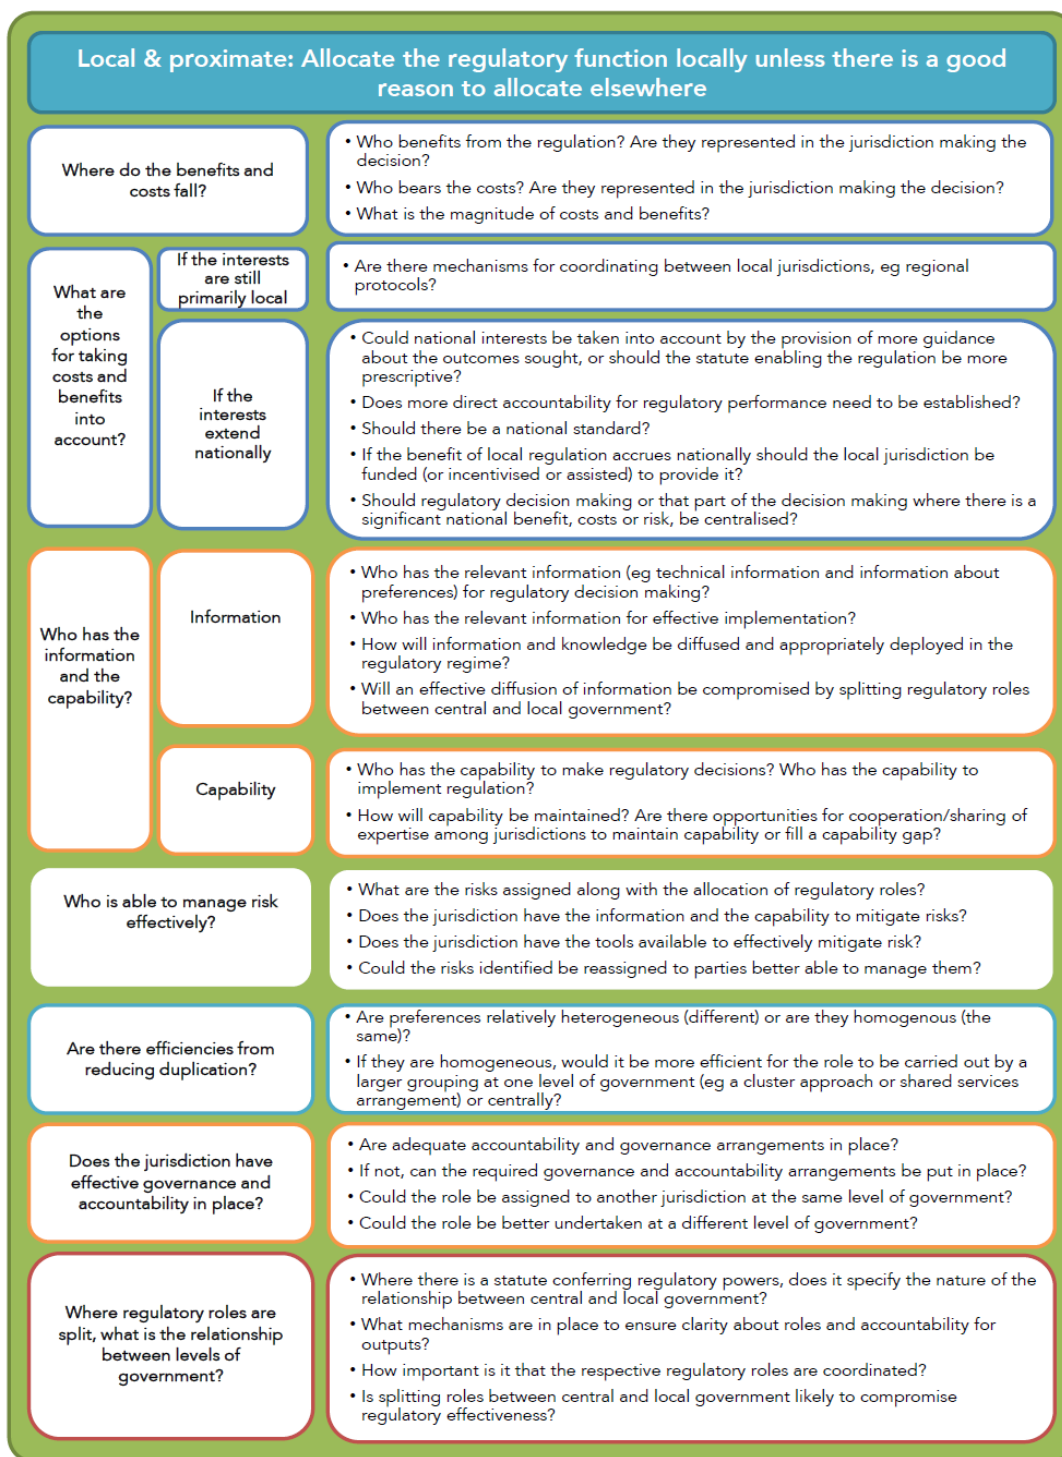 Local & proximate: Allocate the regulatory function locally unless there is a good
reason to allocate elsewhere
Where do the benefits and
costs fall?
• Who benefits from the regulation? Are they represented in the jurisdiction making the
decision?
• Who bears the costs? Are they represented in the jurisdiction making the decision?
• What is the magnitude of costs and benefits?
What are
the
options
for taking
costs and
benefits
into
account?
If the interests
are still
primarily local
• Are there mechanisms for coordinating between local jurisdictions, eg regional
protocols?
If the
interests
extend
nationally
• Could national interests be taken into account by the provision of more guidance
about the outcomes sought, or should the statute enabling the regulation be more
prescriptive?
• Does more direct accountability for regulatory performance need to be established?
• Should there be a national standard?
• If the benefit of local regulation accrues nationally should the local jurisdiction be
funded (or incentivised or assisted) to provide it?
• Should regulatory decision making or that part of the decision making where there is a
significant national benefit, costs or risk, be centralised?
Who has the
information
and the
capability?
Information
• Who has the relevant information (eg technical information and information about
preferences) for regulatory decision making?
• Who has the relevant information for effective implementation?
• How will information and knowledge be diffused and appropriately deployed in the
regulatory regime?
• Will an effective diffusion of information be compromised by splitting regulatory roles
between central and local government?
Capability
• Who has the capability to make regulatory decisions? Who has the capability to
implement regulation?
• How will capability be maintained? Are there opportunities for cooperation/sharing of
expertise among jurisdictions to maintain capability or fill a capability gap?
Who is able to manage risk
effectively?
• What are the risks assigned along with the allocation of regulatory roles?
• Does the jurisdiction have the information and the capability to mitigate risks?
• Does the jurisdiction have the tools available to effectively mitigate risk?
• Could the risks identified be reassigned to parties better able to manage them?
Are there efficiencies from
reducing duplication?
• Are preferences relatively heterogeneous (different) or are they homogenous (the
same)?
• If they are homogeneous, would it be more efficient for the role to be carried out by a
larger grouping at one level of government (eg a cluster approach or shared services
arrangement) or centrally?
Does the jurisdiction have
effective governance and
accountability in place?
• Are adequate accountability and governance arrangements in place?
• If not, can the required governance and accountability arrangements be put in place?
• Could the role be assigned to another jurisdiction at the same level of government?
• Could the role be better undertaken at a different level of government?
Where regulatory roles are
split, what is the relationship
between levels of
government?
• Where there is a statute conferring regulatory powers, does it specify the nature of the
relationship between central and local government?
• What mechanisms are in place to ensure clarity about roles and accountability for
outputs?
• How important is it that the respective regulatory roles are coordinated?
• Is splitting roles between central and local government likely to compromise
regulatory effectiveness?